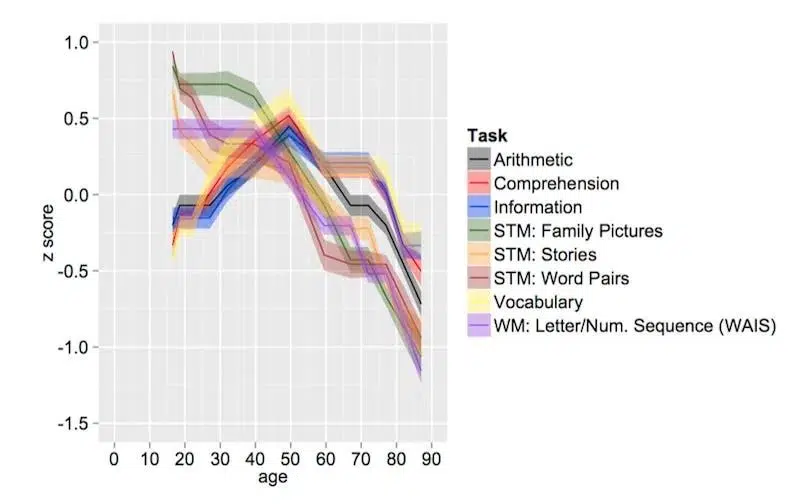 1.0
0.5
0.0
-0.5
-1.0
-1.5
z score
0 10 20 30 40 50 60 70 80 90
age
Task
Arithmetic
Comprehension
Information
STM: Family Pictures
STM: Stories
STM: Word Pairs
Vocabulary
WM: Letter/Num. Sequence (WAIS)